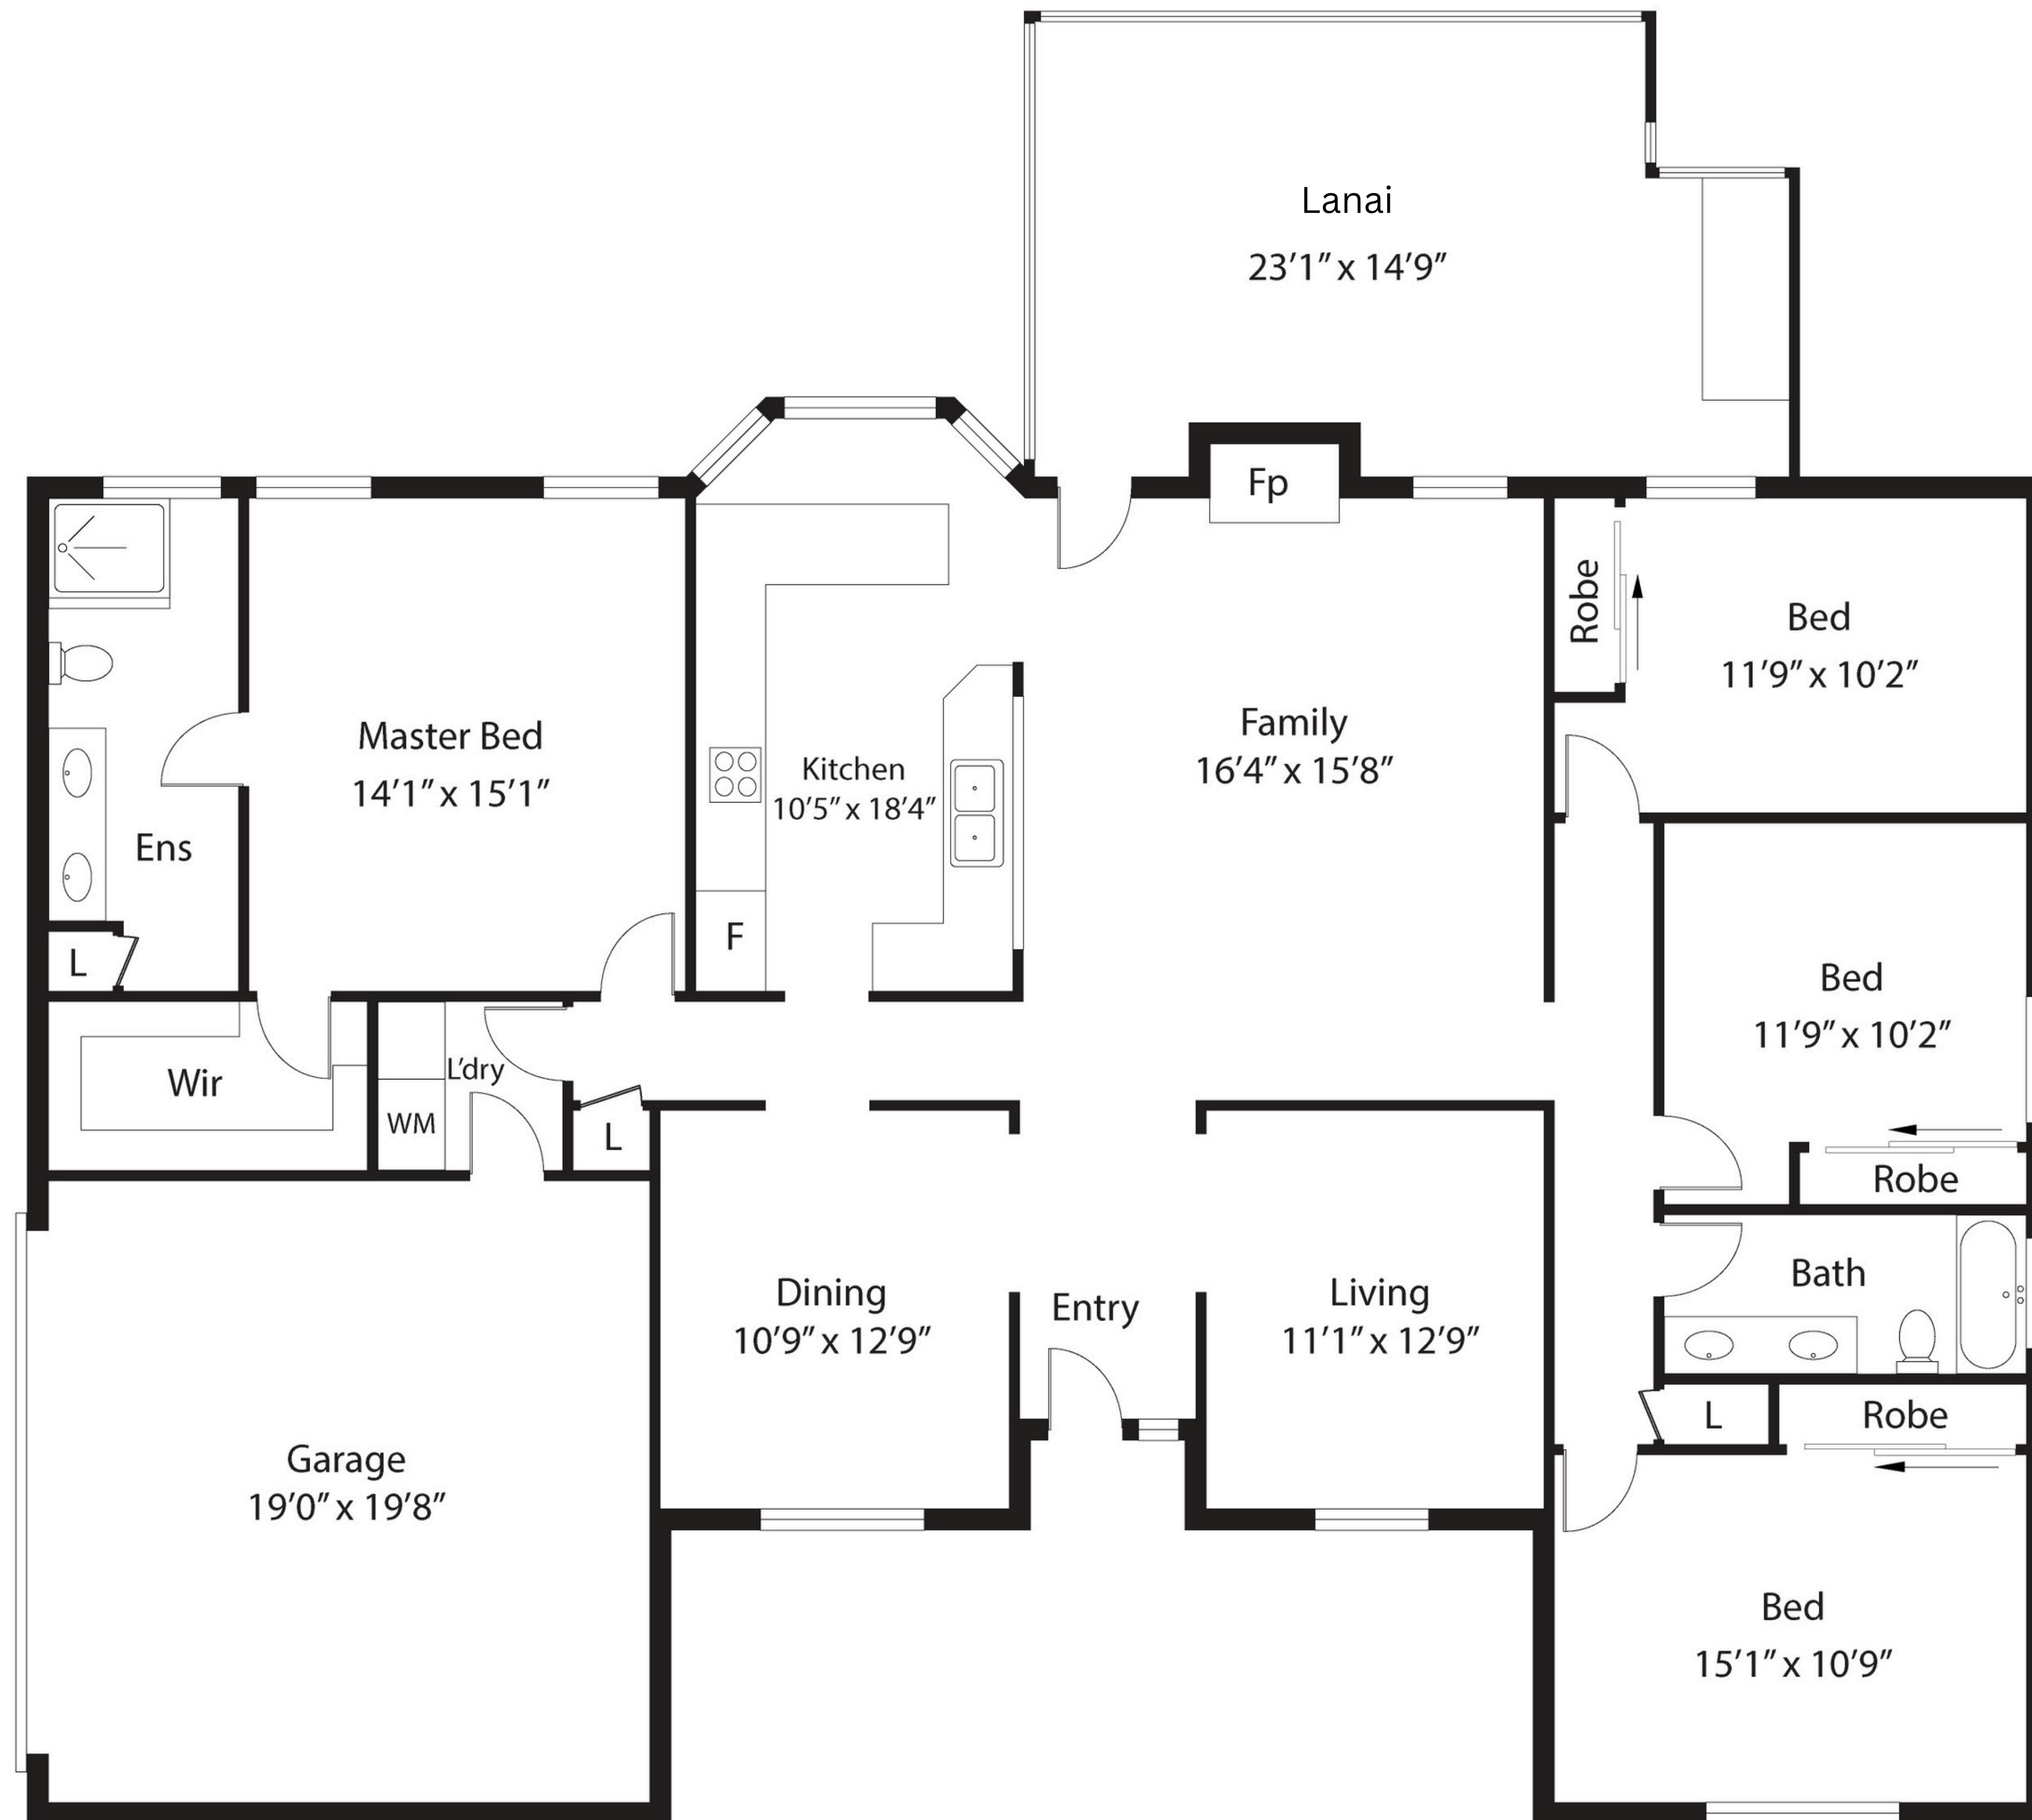 Lanai
23’1” x 14’9”
Fp
Robe
Bed
11’9” x 10’2”
Master Bed
14’1” x 15’1”
Kitchen
10’5” x 18’4”
Family
16’4” x 15’8”
Ens
F
L
Bed
11’9” x 10’2”
Wir
L’dry
WM
L
Robe
Dining
10’9” x 12’9”
Entry
Living
11’1” x 12’9”
Bath
L
Robe
Garage
19’0” x 19’8”
Bed
15’1” x 10’9”